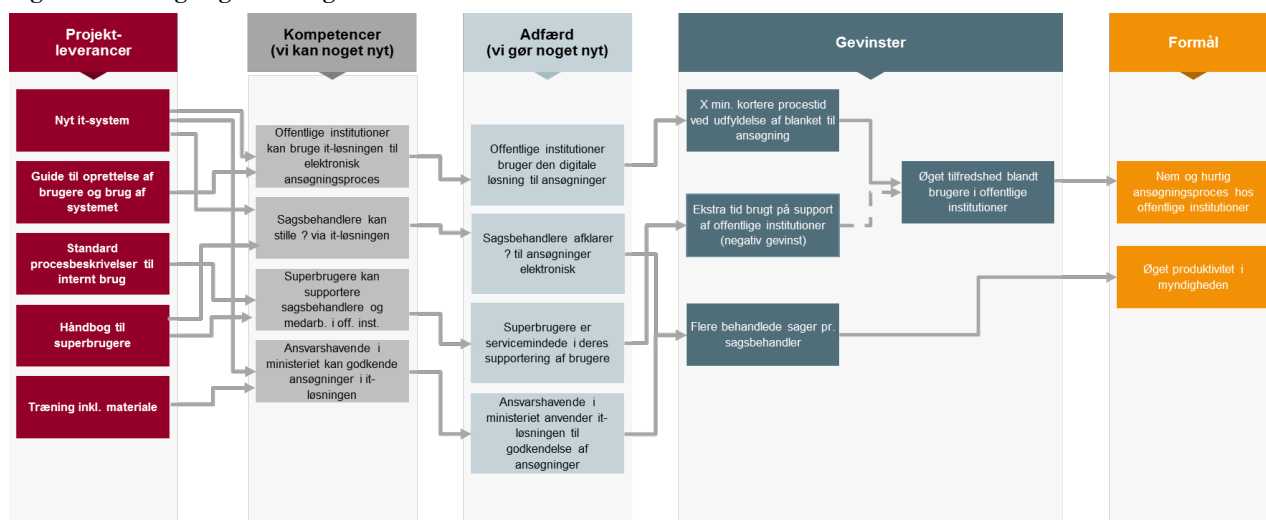 Projekt-
leverancer
Kompetencer
(vi kan noget nyt)
Adfærd
(vi gør noget nyt)
Gevinster
Formål
Nyt it-system
Guide til oprettelse af
brugere og brug af
systemet
Standard
procesbeskrivelser til
internt brug
Håndbog til
superbrugere
Træning inkl. materiale
Offentlige institutioner
kan bruge it-løsningen til
elektronisk
ansøgningsproces
Sagsbehandlere kan
stille ? via it-løsningen
Superbrugere kan
supportere
sagsbehandlere og
medarb. i off. inst.
Ansvarshavende i
ministeriet kan godkende
ansøgninger i it-
løsningen
Offentlige institutioner
bruger den digitale
løsning til ansøgninger
Sagsbehandlere afklarer
? til ansøgninger
elektronisk
Superbrugere er
servicemindede i deres
supportering af brugere
Ansvarshavende i
ministeriet anvender it-
løsningen til
godkendelse af
ansøgninger
X min. kortere procestid
ved udfyldelse af blanket til
ansøgning
Ekstra tid brugt på support
af offentlige institutioner
(negativ gevinst)
Flere behandlede sager pr.
sagsbehandler
Øget tilfredshed blandt
brugere i offentlige
institutioner
Nem og hurtig
ansøgningsproces hos
offentlige institutioner
Øget produktivitet i
myndigheden